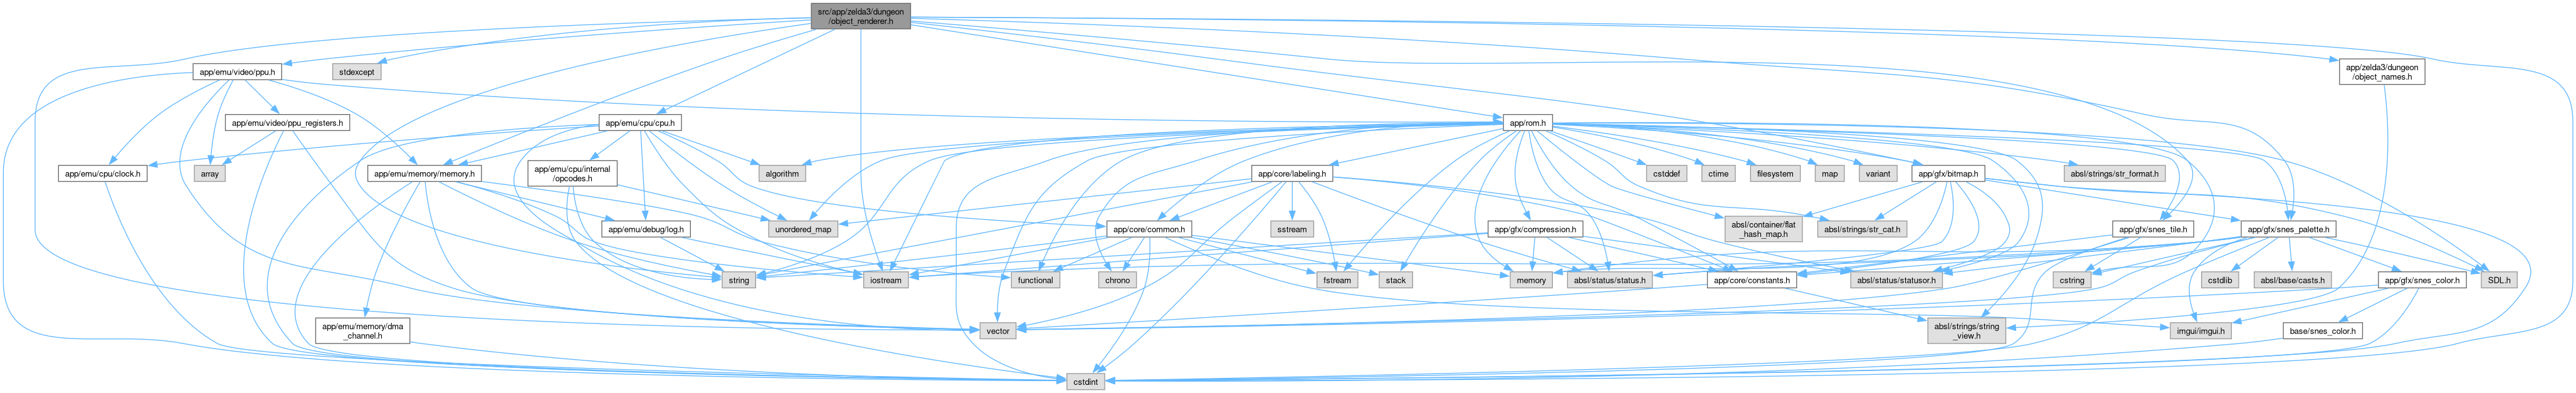 src/app/zelda3/dungeon
/object_renderer.h
app/emu/video/ppu.h
stdexcept
app/zelda3/dungeon
/object_names.h
app/emu/video/ppu_registers.h
app/emu/cpu/cpu.h
app/rom.h
app/emu/cpu/clock.h
array
app/emu/memory/memory.h
app/emu/cpu/internal
/opcodes.h
algorithm
app/core/labeling.h
cstddef
ctime
filesystem
map
variant
app/gfx/bitmap.h
absl/strings/str_format.h
app/emu/debug/log.h
unordered_map
app/core/common.h
sstream
app/gfx/compression.h
absl/container/flat
_hash_map.h
absl/strings/str_cat.h
app/gfx/snes_tile.h
app/gfx/snes_palette.h
string
iostream
functional
chrono
fstream
stack
memory
absl/status/status.h
app/core/constants.h
absl/status/statusor.h
cstring
cstdlib
absl/base/casts.h
app/gfx/snes_color.h
SDL.h
app/emu/memory/dma
_channel.h
vector
absl/strings/string
_view.h
imgui/imgui.h
base/snes_color.h
cstdint